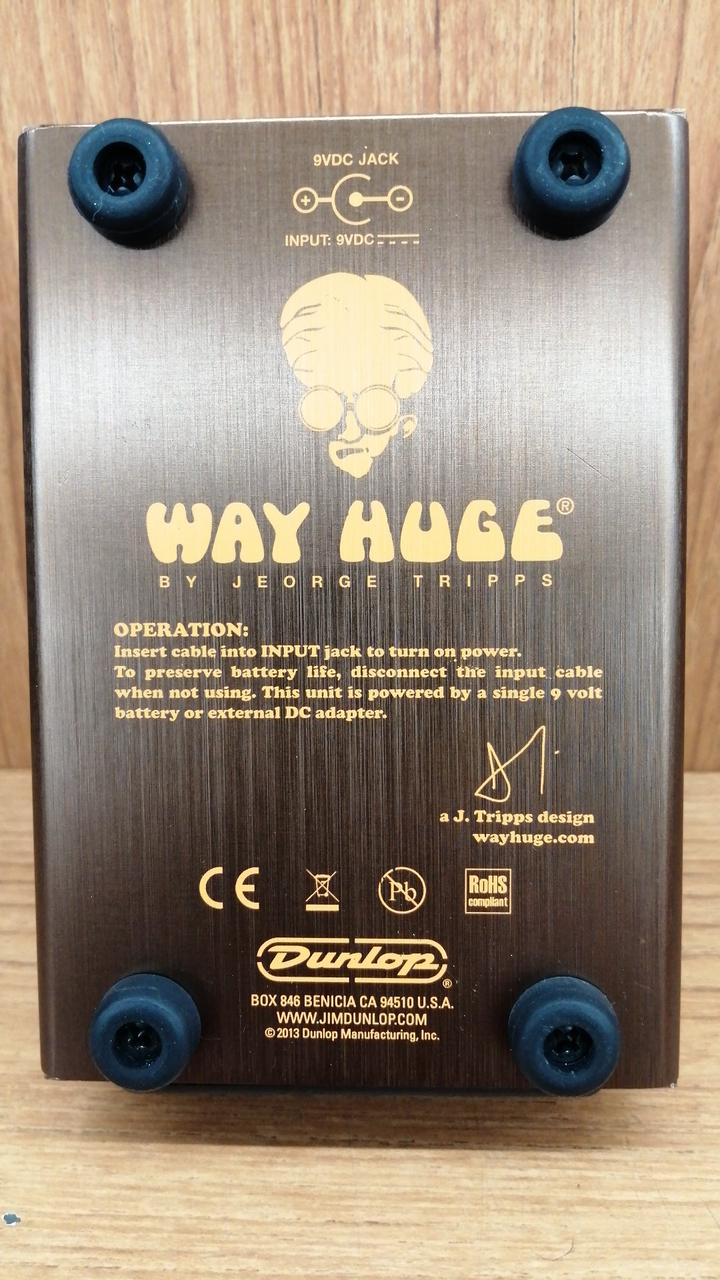 9VDC JACK
+ -
INPUT: 9VDC
WAY HUGE®
BY JEORGE TRIPPS
OPERATION:
Insert cable into INPUT jack to turn on power.
To preserve battery life, disconnect the input cable
when not using. This unit is powered by a single 9 volt
battery or external DC adapter.
a J. Tripps design
wayhuge.com
CE Pb RoHS
compliant
Dunlop®
BOX 846 BENICIA CA 94510 U.S.A.
WWW.JIMDUNLOP.COM
© 2013 Dunlop Manufacturing, Inc.